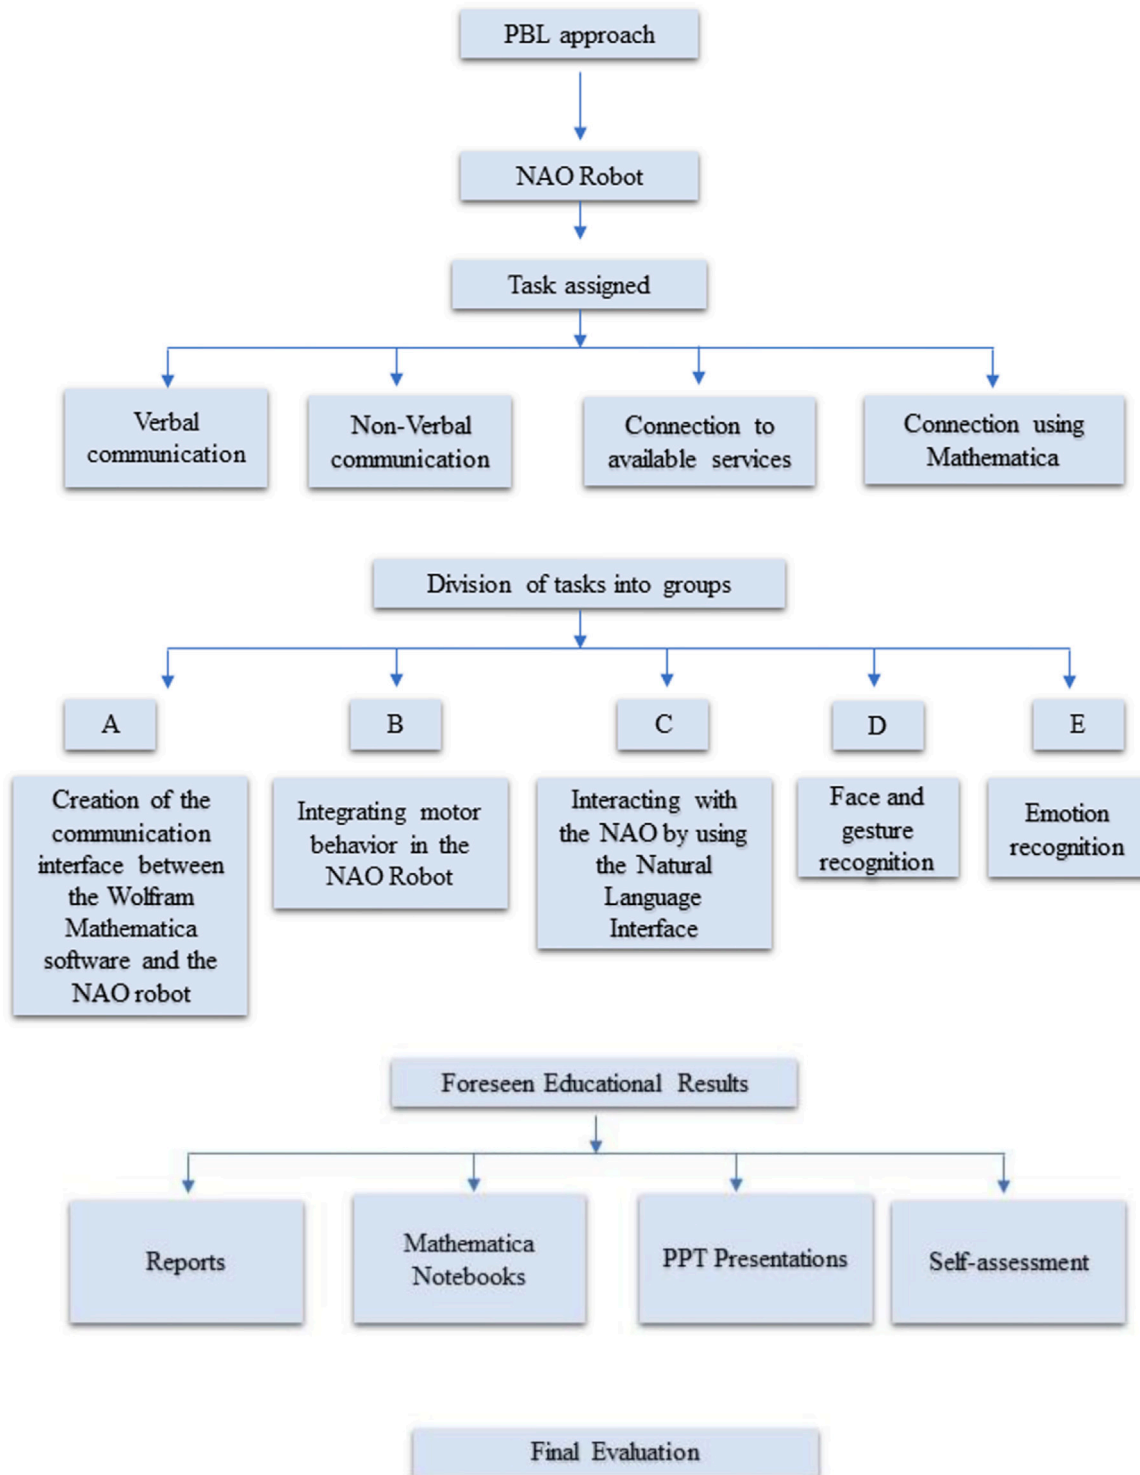 PBL approach
NAO Robot
Task assigned
Verbal
communication
Non-Verbal
communication
Connection to
available services
Connection using
Mathematica
Division of tasks into groups
A
B
C
D
E
Creation of the
communication
interface between
the Wolfram
Mathematica
software and the
NAO robot
Integrating motor
behavior in the
NAO Robot
Interacting with
the NAO by using
the Natural
Language
Interface
Face and
gesture
recognition
Emotion
recognition
Foreseen Educational Results
Reports
Mathematica
Notebooks
PPT Presentations
Self-assessment
Final Evaluation